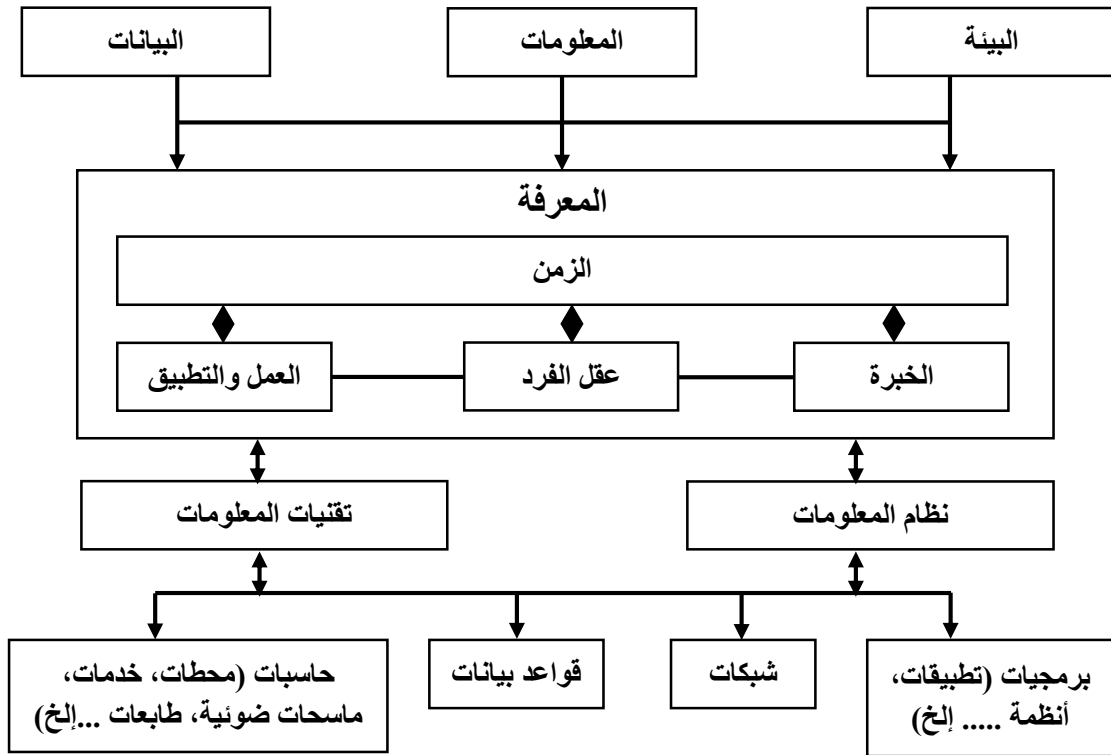 البيئة
المعلومات
البيانات
المعرفة
الزمن
الخبرة
عقل الفرد
العمل والتطبيق
نظام المعلومات
تقنيات المعلومات
برمجيات (تطبيقات،
أنظمة ..... إلخ)
شبكات
قواعد بيانات
حاسبات (محطات، خدمات،
ماسحات ضوئية، طابعات ...إلخ)